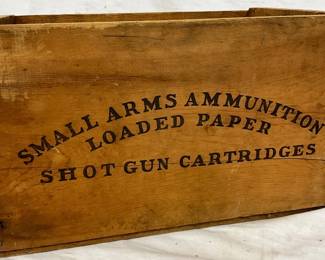 SMALL ARMS AMMUNITION
LOADED PAPER
SHOT GUN CARTRIDGES